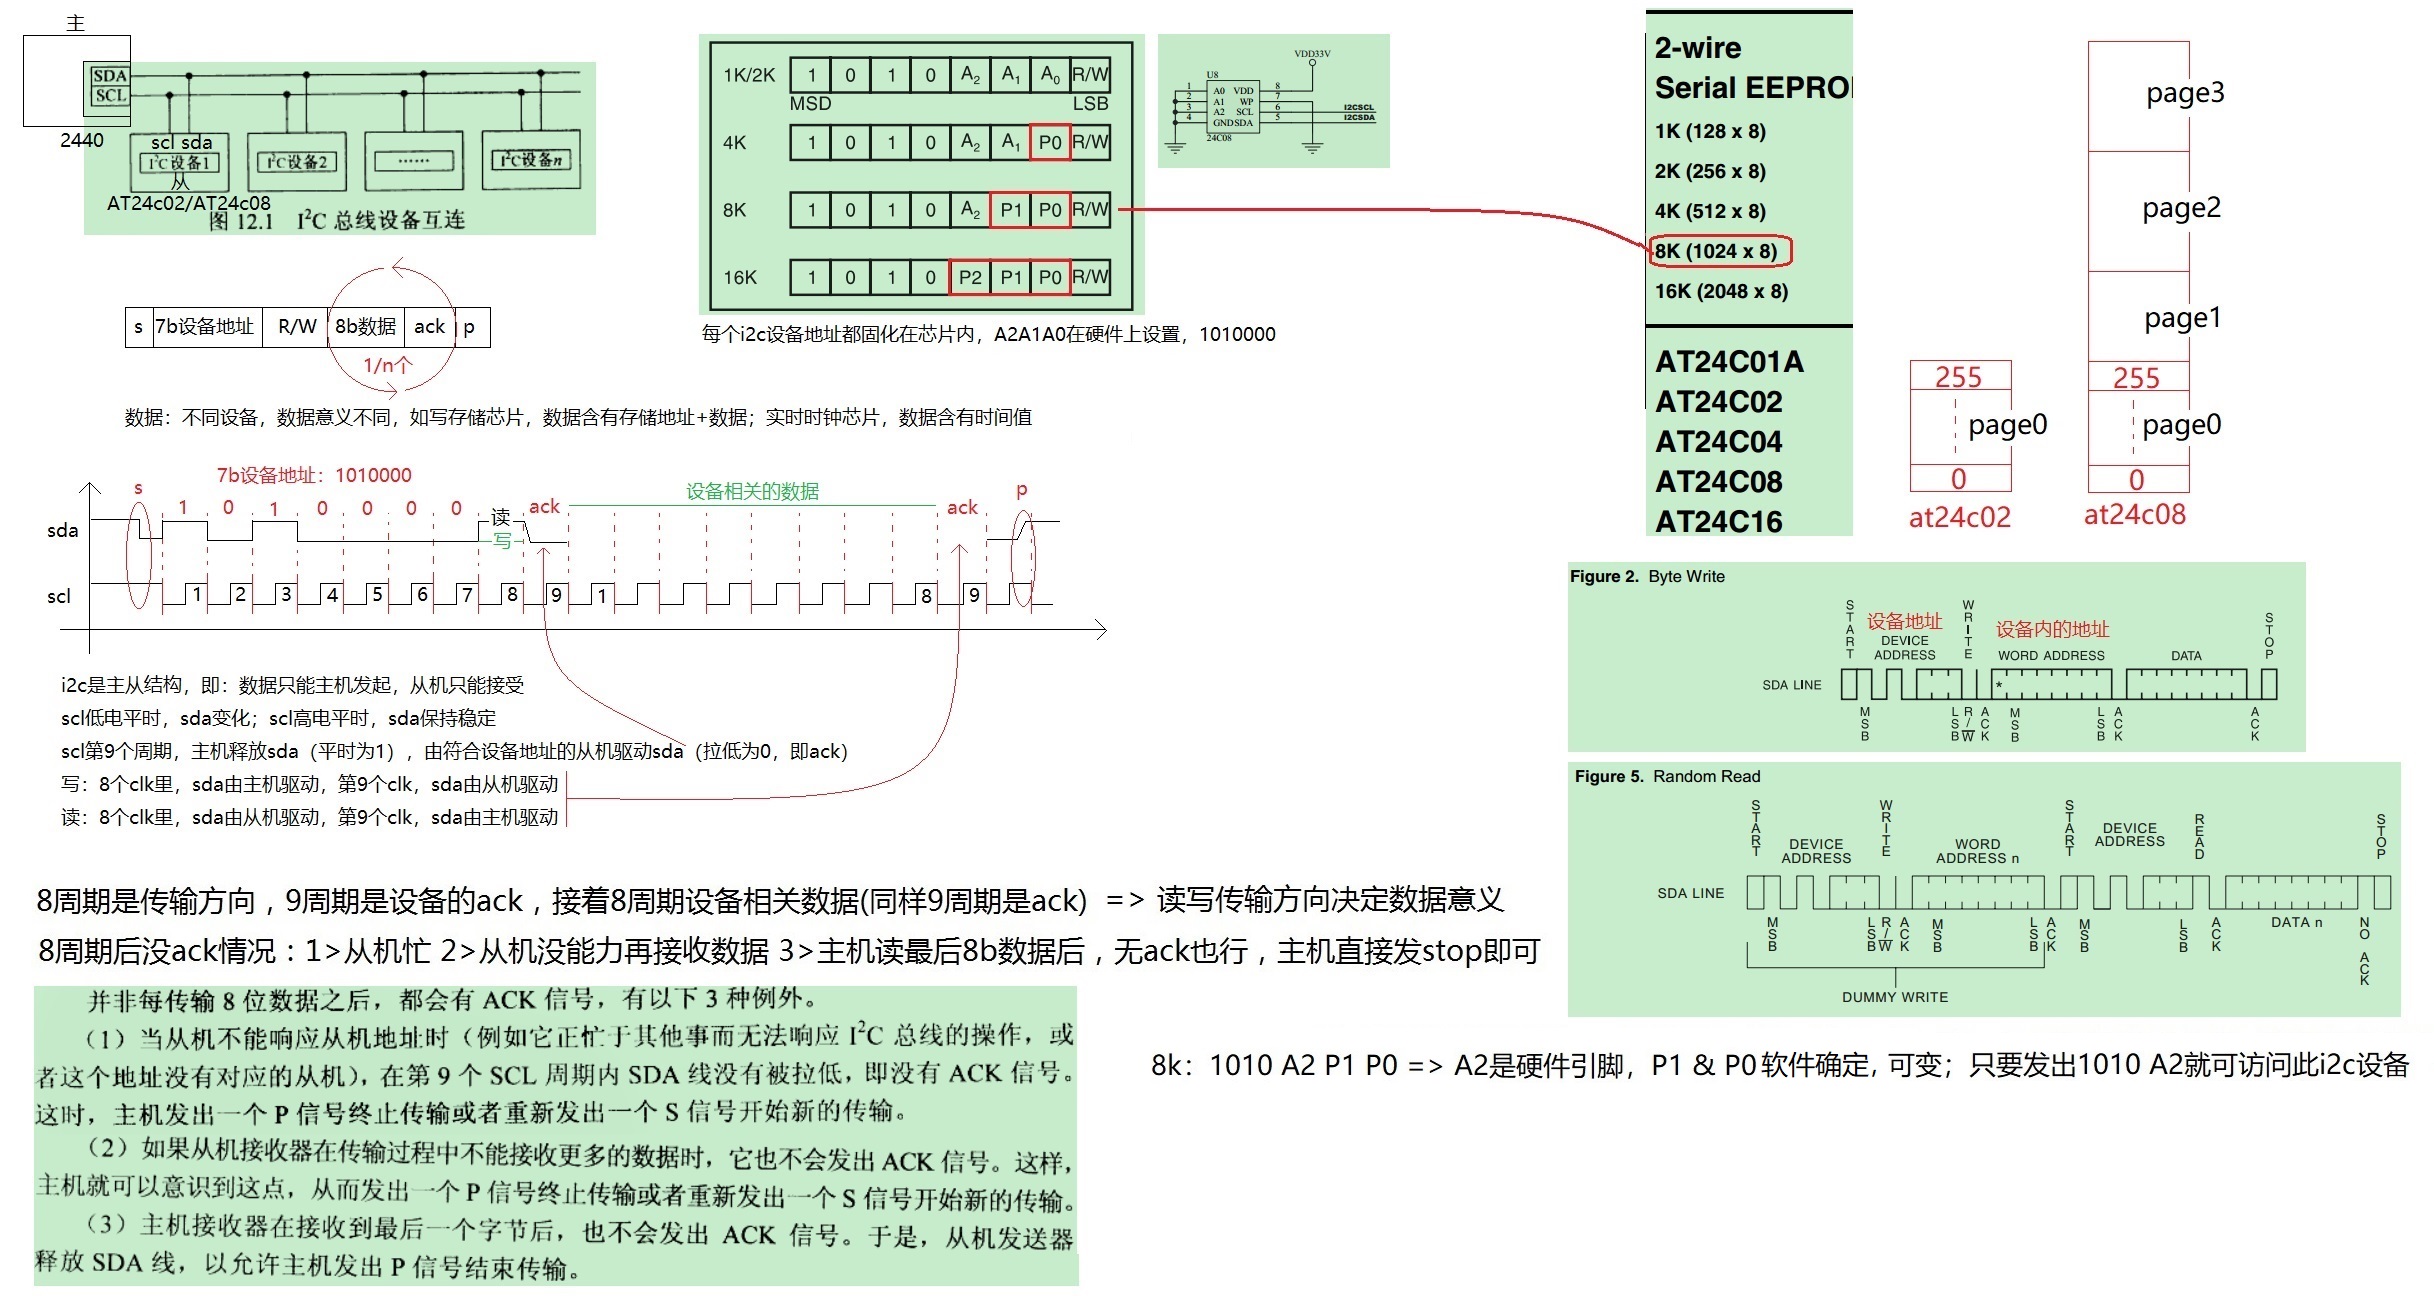 主
SDA
SCL
2440
scl sda
I²C设备1
I²C设备2
……
I²C设备n
从
AT24c02/AT24c08
图 12.1 I²C 总线设备互连
s 7b设备地址 R/W 8b数据 ack p
1/n个
数据：不同设备，数据意义不同，如写存储芯片，数据含有存储地址+数据；实时时钟芯片，数据含有时间值
1K/2K 1 0 1 0 A2 A1 A0 R/W
MSD LSB
4K 1 0 1 0 A2 A1 P0 R/W
8K 1 0 1 0 A2 P1 P0 R/W
16K 1 0 1 0 P2 P1 P0 R/W
每个i2c设备地址都固化在芯片内，A2A1A0在硬件上设置，1010000
VDD33V
U8
1 A0 VDD 8
2 A1 WP 7
3 A2 SCL 6 I2CSCL
4 GND SDA 5 I2CSDA
24C08
2-wire
Serial EEPRO
1K (128 x 8)
2K (256 x 8)
4K (512 x 8)
8K (1024 x 8)
16K (2048 x 8)
AT24C01A
AT24C02
AT24C04
AT24C08
AT24C16
255
page0
0
at24c02
page3
page2
page1
255
page0
0
at24c08
7b设备地址：1010000
设备相关的数据
s 1 0 1 0 0 0 0 读 ack ack p
写
sda
scl 1 2 3 4 5 6 7 8 9 1 8 9
i2c是主从结构，即：数据只能主机发起，从机只能接受
scl低电平时，sda变化；scl高电平时，sda保持稳定
scl第9个周期，主机释放sda（平时为1），由符合设备地址的从机驱动sda（拉低为0，即ack）
写：8个clk里，sda由主机驱动，第9个clk，sda由从机驱动
读：8个clk里，sda由从机驱动，第9个clk，sda由主机驱动
Figure 2. Byte Write
START
设备地址
DEVICE
ADDRESS
WRITE
设备内的地址
WORD ADDRESS
DATA
STOP
SDA LINE
*
MSB LSB R/W ACK MSB LSB ACK ACK
Figure 5. Random Read
START
DEVICE
ADDRESS
WRITE
WORD
ADDRESS n
START
DEVICE
ADDRESS
READ
STOP
SDA LINE
MSB LSB R/W ACK MSB LSB ACK MSB LSB ACK DATA n NO ACK
DUMMY WRITE
8周期是传输方向，9周期是设备的ack，接着8周期设备相关数据(同样9周期是ack) => 读写传输方向决定数据意义
8周期后没ack情况：1>从机忙 2>从机没能力再接收数据 3>主机读最后8b数据后，无ack也行，主机直接发stop即可
并非每传输 8 位数据之后，都会有 ACK 信号，有以下 3 种例外。
（1）当从机不能响应从机地址时（例如它正忙于其他事而无法响应 I²C 总线的操作，或
者这个地址没有对应的从机），在第 9 个 SCL 周期内 SDA 线没有被拉低，即没有 ACK 信号。
这时，主机发出一个 P 信号终止传输或者重新发出一个 S 信号开始新的传输。
（2）如果从机接收器在传输过程中不能接收更多的数据时，它也不会发出 ACK 信号。这样，
主机就可以意识到这点，从而发出一个 P 信号终止传输或者重新发出一个 S 信号开始新的传输。
（3）主机接收器在接收到最后一个字节后，也不会发出 ACK 信号。于是，从机发送器
释放 SDA 线，以允许主机发出 P 信号结束传输。
8k：1010 A2 P1 P0 => A2是硬件引脚，P1 & P0 软件确定, 可变；只要发出1010 A2就可访问此i2c设备